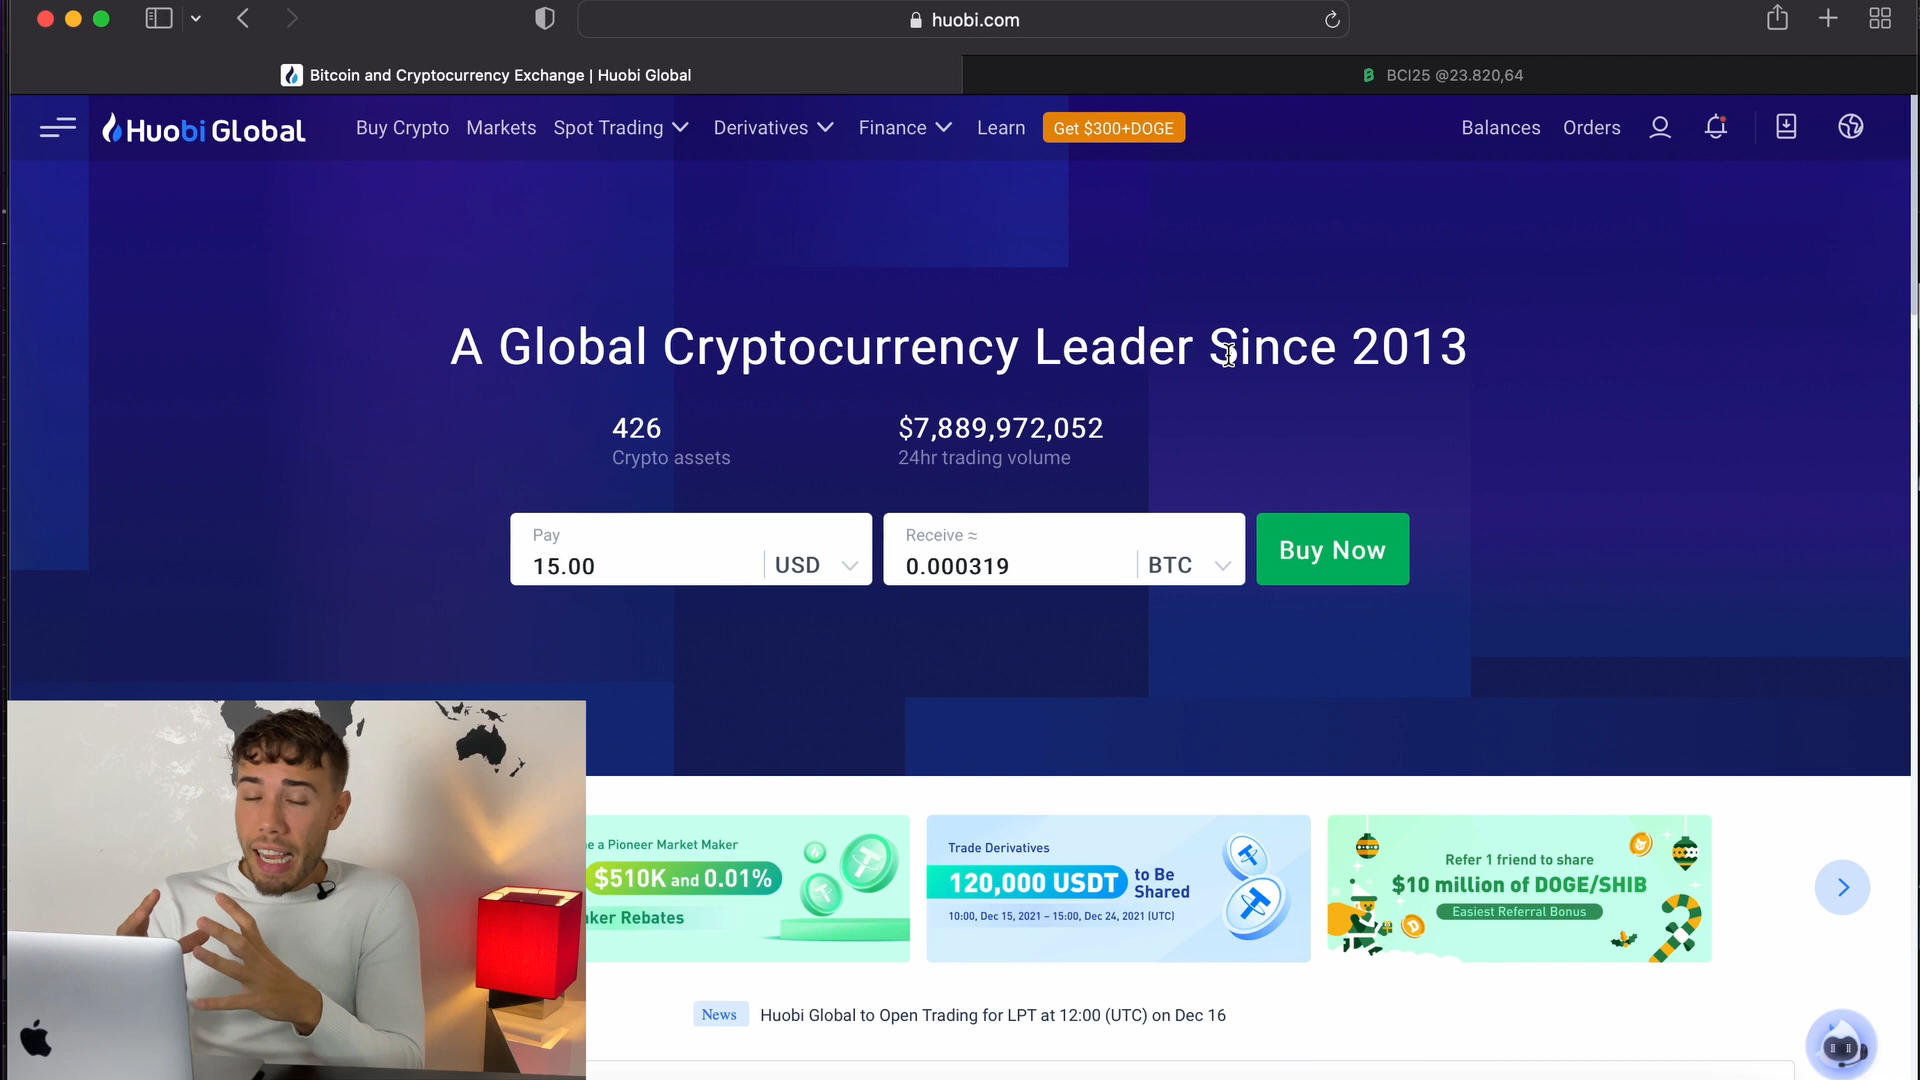 huobi.com
Bitcoin and Cryptocurrency Exchange | Huobi Global
BCI25 @23.820,64
Huobi Global
Buy Crypto
Markets
Spot Trading
Derivatives
Finance
Learn
Get $300+DOGE
Balances
Orders
A Global Cryptocurrency Leader Since 2013
426
$7,889,972,052
Crypto assets
24hr trading volume
Pay
15.00
USD
Receive ≈
0.000319
BTC
Buy Now
e a Pioneer Market Maker
$510K and 0.01%
ker Rebates
Trade Derivatives
120,000 USDT to Be
Shared
10:00, Dec 15, 2021 – 15:00, Dec 24, 2021 (UTC)
Refer 1 friend to share
$10 million of DOGE/SHIB
Easiest Referral Bonus
News
Huobi Global to Open Trading for LPT at 12:00 (UTC) on Dec 16